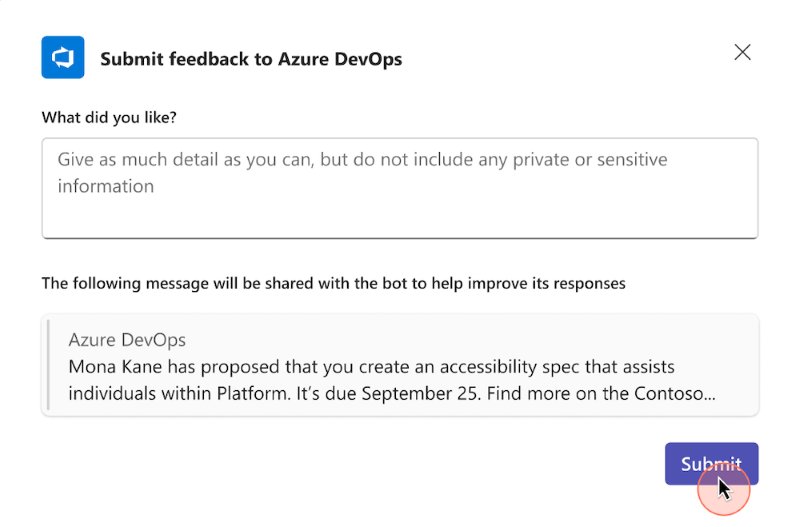 Submit feedback to Azure DevOps
What did you like?
Give as much detail as you can, but do not include any private or sensitive
information
The following message will be shared with the bot to help improve its responses
Azure DevOps
Mona Kane has proposed that you create an accessibility spec that assists
individuals within Platform. It’s due September 25. Find more on the Contoso...
Submit